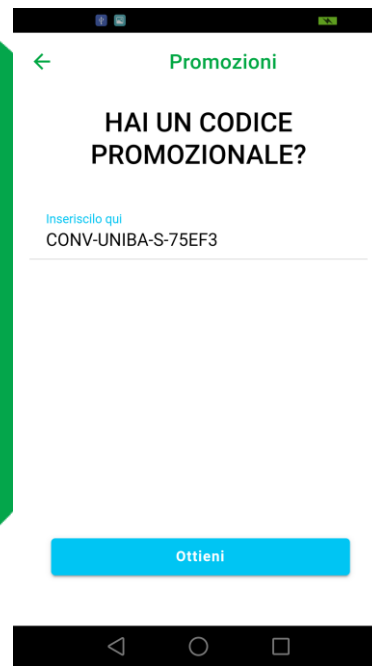 Promozioni
HAI UN CODICE
PROMOZIONALE?
Inseriscilo qui
CONV-UNIBA-S-75EF3
Ottieni